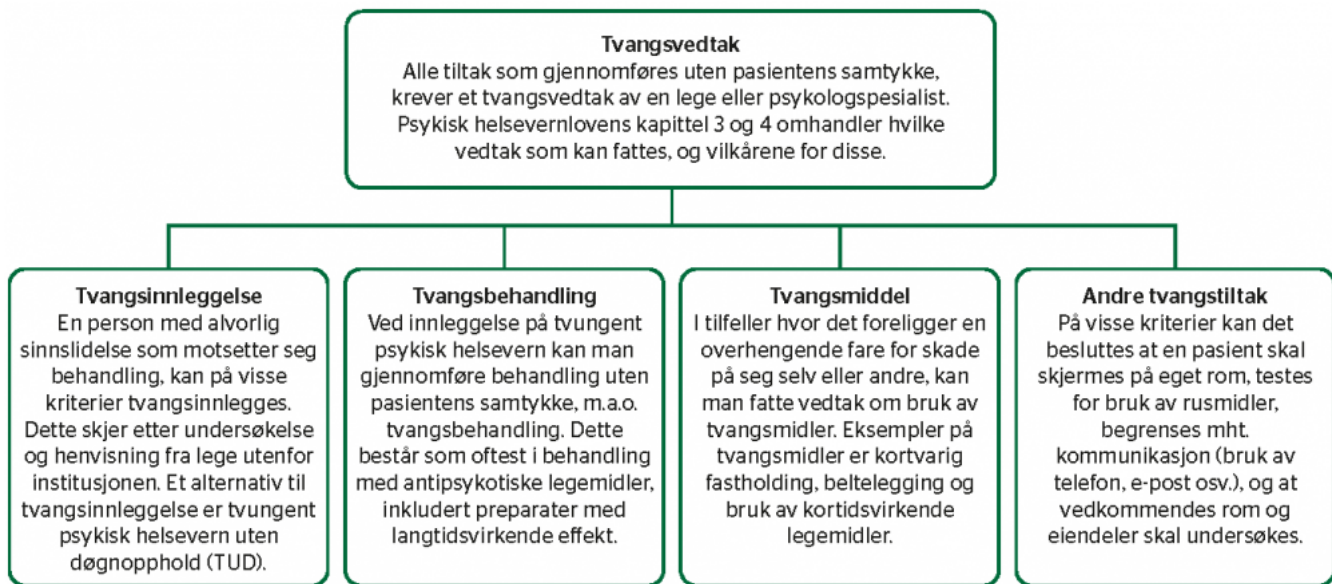 Tvangsvedtak
Alle tiltak som gjennomføres uten pasientens samtykke,
krever et tvangsvedtak av en lege eller psykologspesialist.
Psykisk helsevernlovens kapittel 3 og 4 omhandler hvilke
vedtak som kan fattes, og vilkårene for disse.
Tvangsinnleggelse
En person med alvorlig
sinnslidelse som motsetter seg
behandling, kan på visse
kriterier tvangsinnlegges.
Dette skjer etter undersøkelse
og henvisning fra lege utenfor
institusjonen. Et alternativ til
tvangsinnleggelse er tvungent
psykisk helsevern uten
døgnopphold (TUD).
Tvangsbehandling
Ved innleggelse på tvungent
psykisk helsevern kan man
gjennomføre behandling uten
pasientens samtykke, m.a.o.
tvangsbehandling. Dette
består som oftest i behandling
med antipsykotiske legemidler,
inkludert preparater med
langtidsvirkende effekt.
Tvangsmiddel
I tilfeller hvor det foreligger en
overhengende fare for skade
på seg selv eller andre, kan
man fatte vedtak om bruk av
tvangsmidler. Eksempler på
tvangsmidler er kortvarig
fastholding, beltelegging og
bruk av kortidsvirkende
legemidler.
Andre tvangstiltak
På visse kriterier kan det
besluttes at en pasient skal
skjermes på eget rom, testes
for bruk av rusmidler,
begrenses mht.
kommunikasjon (bruk av
telefon, e-post osv.), og at
vedkommendes rom og
eiendeler skal undersøkes.